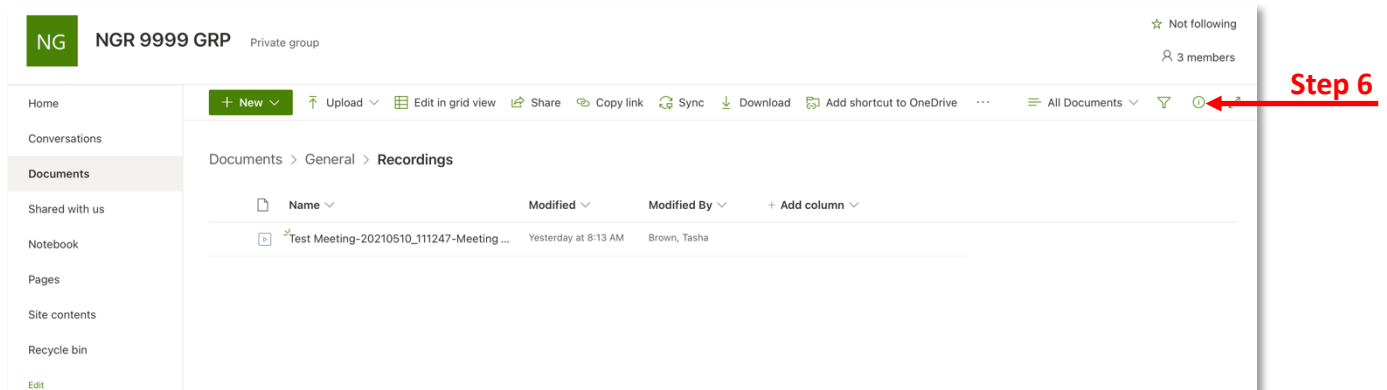 NG
NGR 9999 GRP Private group
Not following
3 members
Step 6
Home
Conversations
Documents
Shared with us
Notebook
Pages
Site contents
Recycle bin
Edit
+ New Upload Edit in grid view Share Copy link Sync Download Add shortcut to OneDrive ... All Documents
Documents > General > Recordings
Name Modified Modified By + Add column
Test Meeting-20210510_111247-Meeting ... Yesterday at 8:13 AM Brown, Tasha